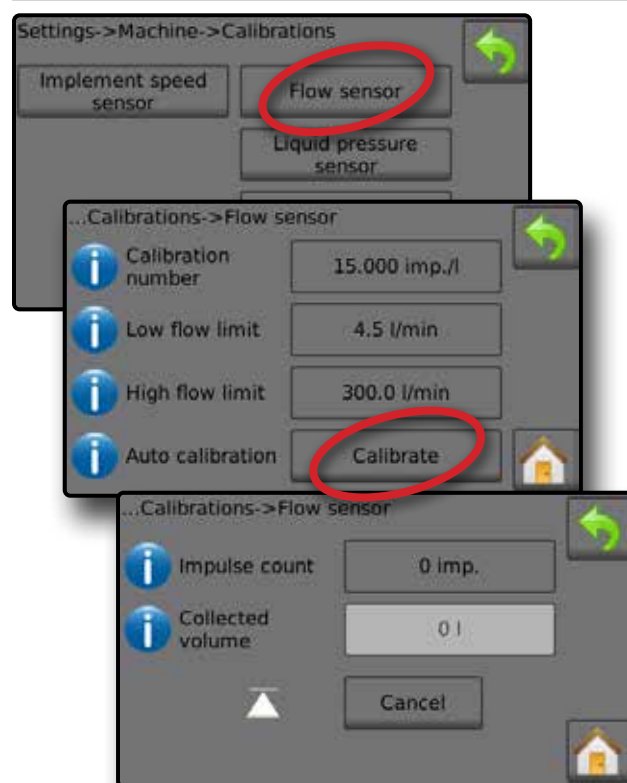 Settings->Machine->Calibrations
Implement speed
sensor
Flow sensor
Liquid pressure
sensor
...Calibrations->Flow sensor
Calibration
number
15.000 imp./l
Low flow limit
4.5 l/min
High flow limit
300.0 l/min
Auto calibration
Calibrate
...Calibrations->Flow sensor
Impulse count
0 imp.
Collected
volume
0 l
Cancel